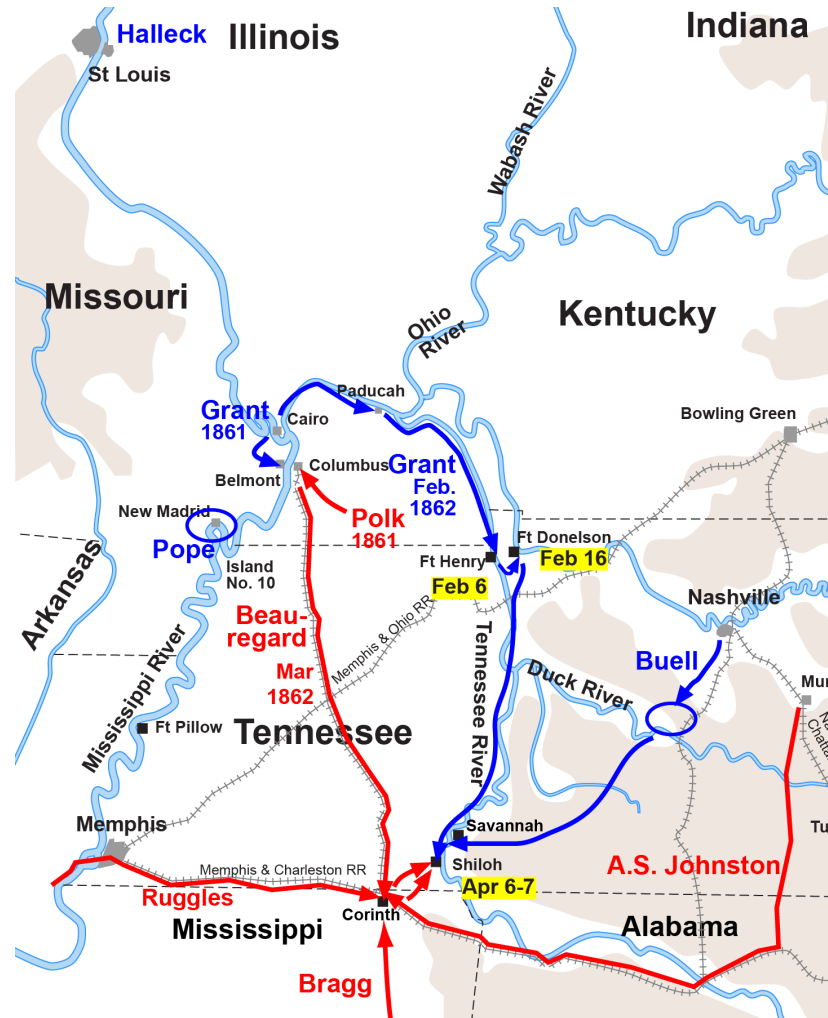 Halleck
Illinois
Indiana
St Louis
Wabash River
Missouri
Kentucky
Ohio
River
Paducah
Grant
1861
Cairo
Bowling Green
Belmont
Columbus
Grant
Feb.
1862
New Madrid
Polk
1861
Pope
Ft Donelson
Feb 16
Ft Henry
Feb 6
Island
No. 10
Arkansas
Nashville
Beau-
regard
Memphis & Ohio RR
Mar
1862
Tennessee River
Buell
Duck River
Mur
Mississippi River
Ft Pillow
Tennessee
Memphis
Savannah
Memphis & Charleston RR
Shiloh
A.S. Johnston
Apr 6-7
Ruggles
Corinth
Mississippi
Alabama
Bragg